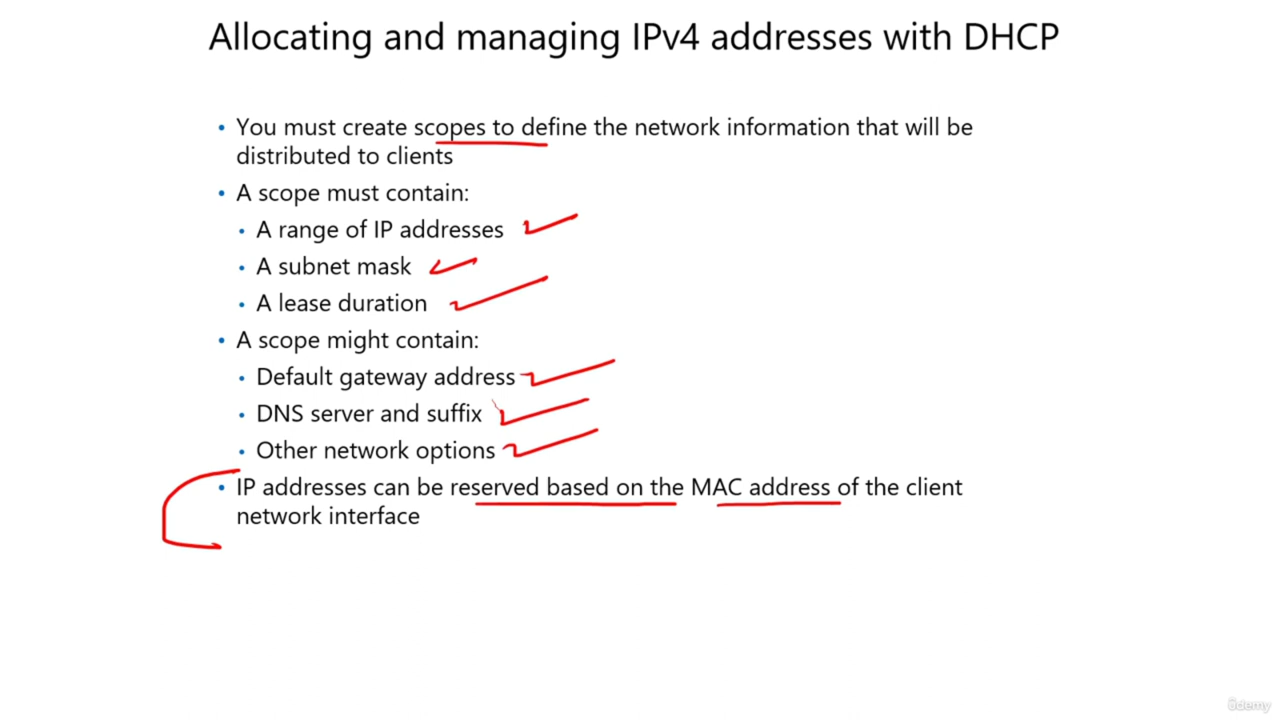 Allocating and managing IPv4 addresses with DHCP
• You must create scopes to define the network information that will be
distributed to clients
• A scope must contain:
• A range of IP addresses
• A subnet mask
• A lease duration
• A scope might contain:
• Default gateway address
• DNS server and suffix
• Other network options
• IP addresses can be reserved based on the MAC address of the client
network interface
ûdemy